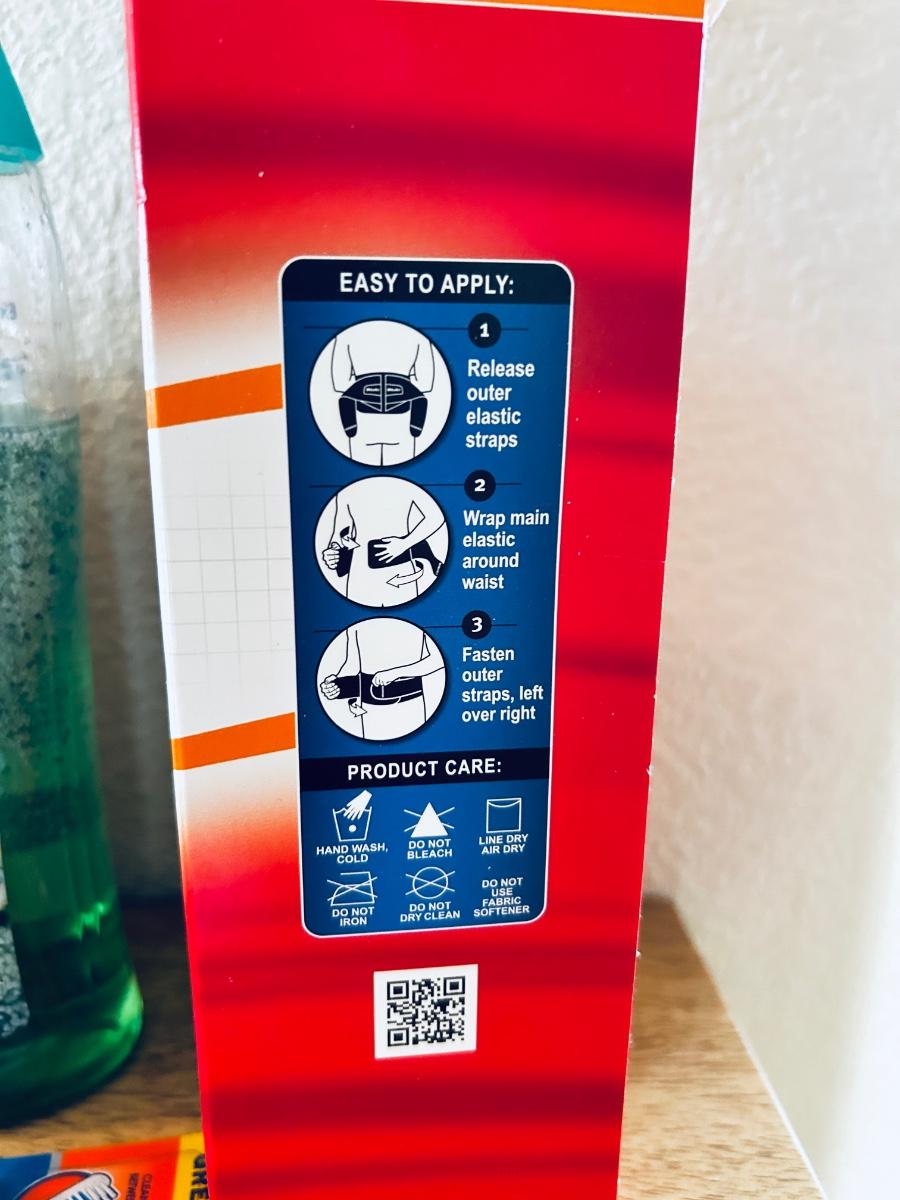 EASY TO APPLY:
1
Release
outer
elastic
straps
2
Wrap main
elastic
around
waist
3
Fasten
outer
straps, left
over right
PRODUCT CARE:
HAND WASH,
COLD
DO NOT
BLEACH
LINE DRY
AIR DRY
DO NOT
IRON
DO NOT
DRY CLEAN
DO NOT
USE
FABRIC
SOFTENER